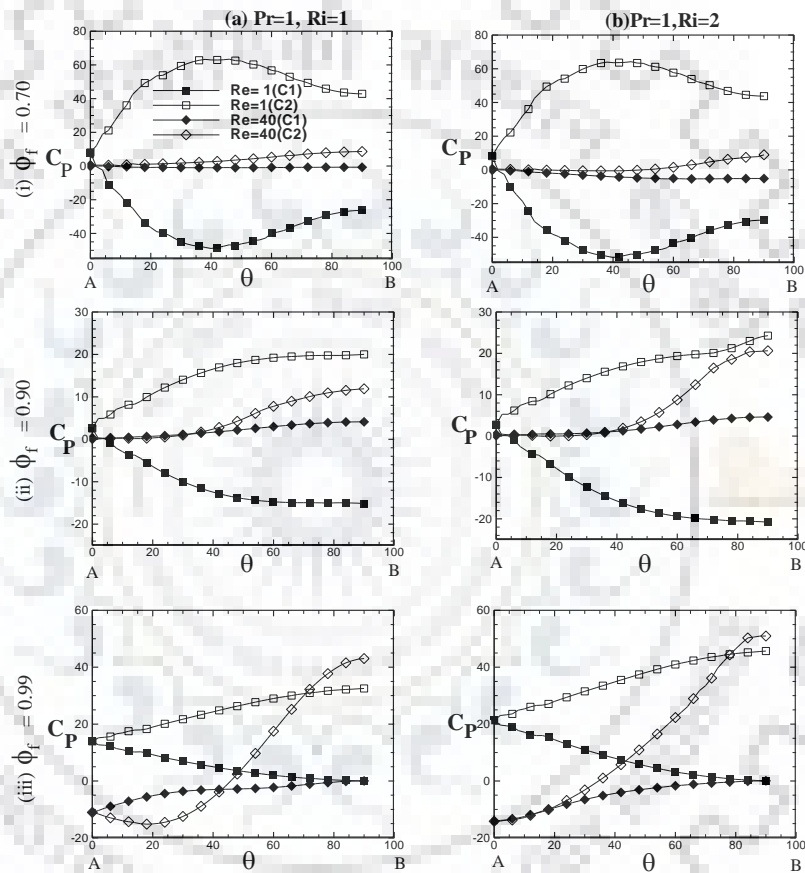 (a) Pr=1, Ri=1
(b)Pr=1,Ri=2
(i) ϕf = 0.70
CP
80
60
40
20
0
-20
-40
0
20
40
60
80
100
A
θ
B
Re= 1(C1)
Re=1(C2)
Re=40(C1)
Re=40(C2)
CP
80
60
40
20
0
-20
-40
0
20
40
60
80
100
A
θ
B
(ii) ϕf = 0.90
CP
30
20
10
0
-10
-20
0
20
40
60
80
100
A
θ
B
CP
30
20
10
0
-10
-20
0
20
40
60
80
100
A
θ
B
(iii) ϕf = 0.99
CP
60
40
20
0
-20
0
20
40
60
80
100
A
θ
B
CP
60
40
20
0
-20
0
20
40
60
80
100
A
θ
B